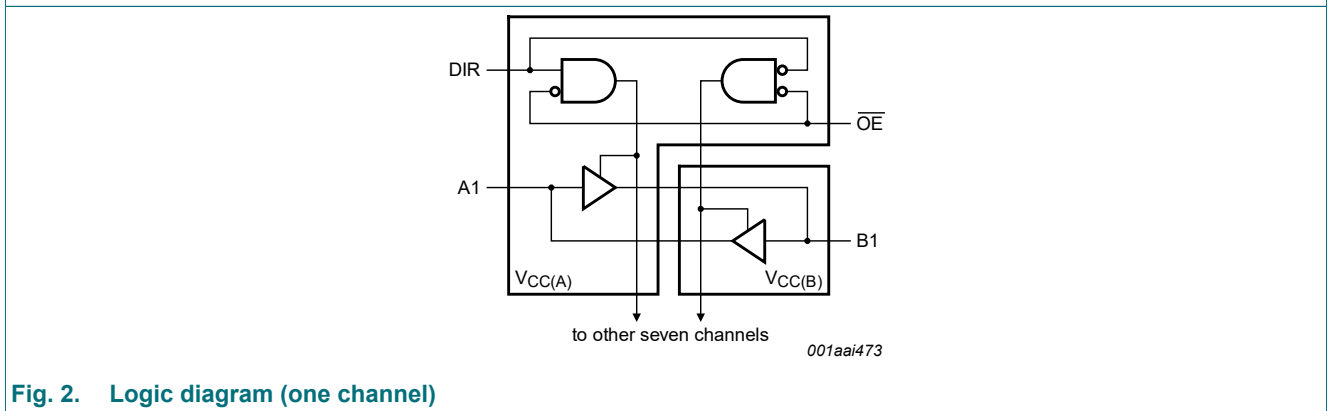 DIR
OE
A1
B1
VCC(A)
VCC(B)
to other seven channels
001aai473
Fig. 2. Logic diagram (one channel)